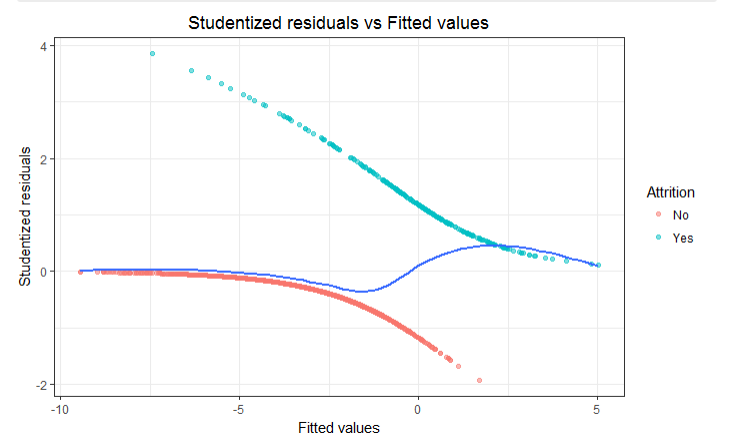 Studentized residuals vs Fitted values
4
2
0
-2
Studentized residuals
-10
-5
0
5
Fitted values
Attrition
No
Yes